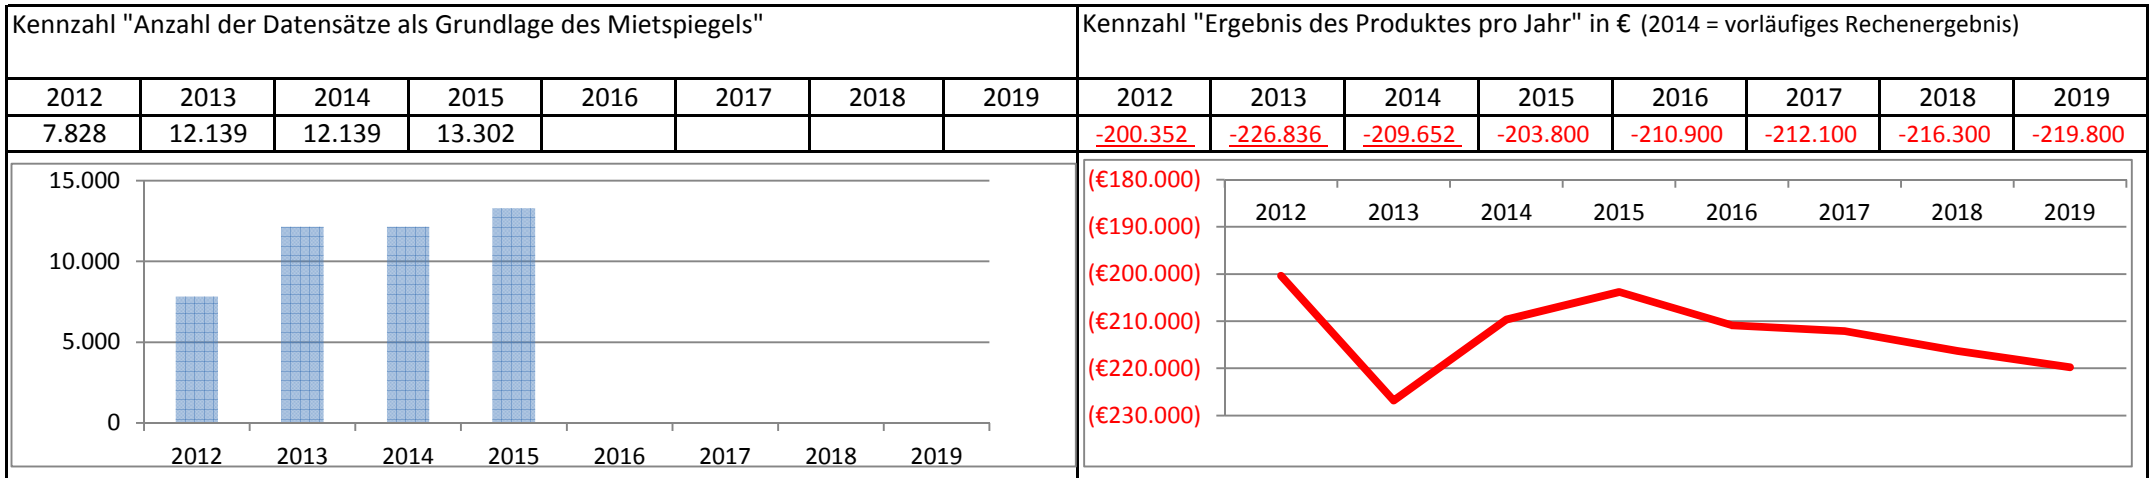 Kennzahl "Anzahl der Datensätze als Grundlage des Mietspiegels"
2012 2013 2014 2015 2016 2017 2018 2019
7.828 12.139 12.139 13.302
15.000
10.000
5.000
0
2012 2013 2014 2015 2016 2017 2018 2019
Kennzahl "Ergebnis des Produktes pro Jahr" in € (2014 = vorläufiges Rechenergebnis)
2012 2013 2014 2015 2016 2017 2018 2019
-200.352 -226.836 -209.652 -203.800 -210.900 -212.100 -216.300 -219.800
(€180.000)
2012 2013 2014 2015 2016 2017 2018 2019
(€190.000)
(€200.000)
(€210.000)
(€220.000)
(€230.000)